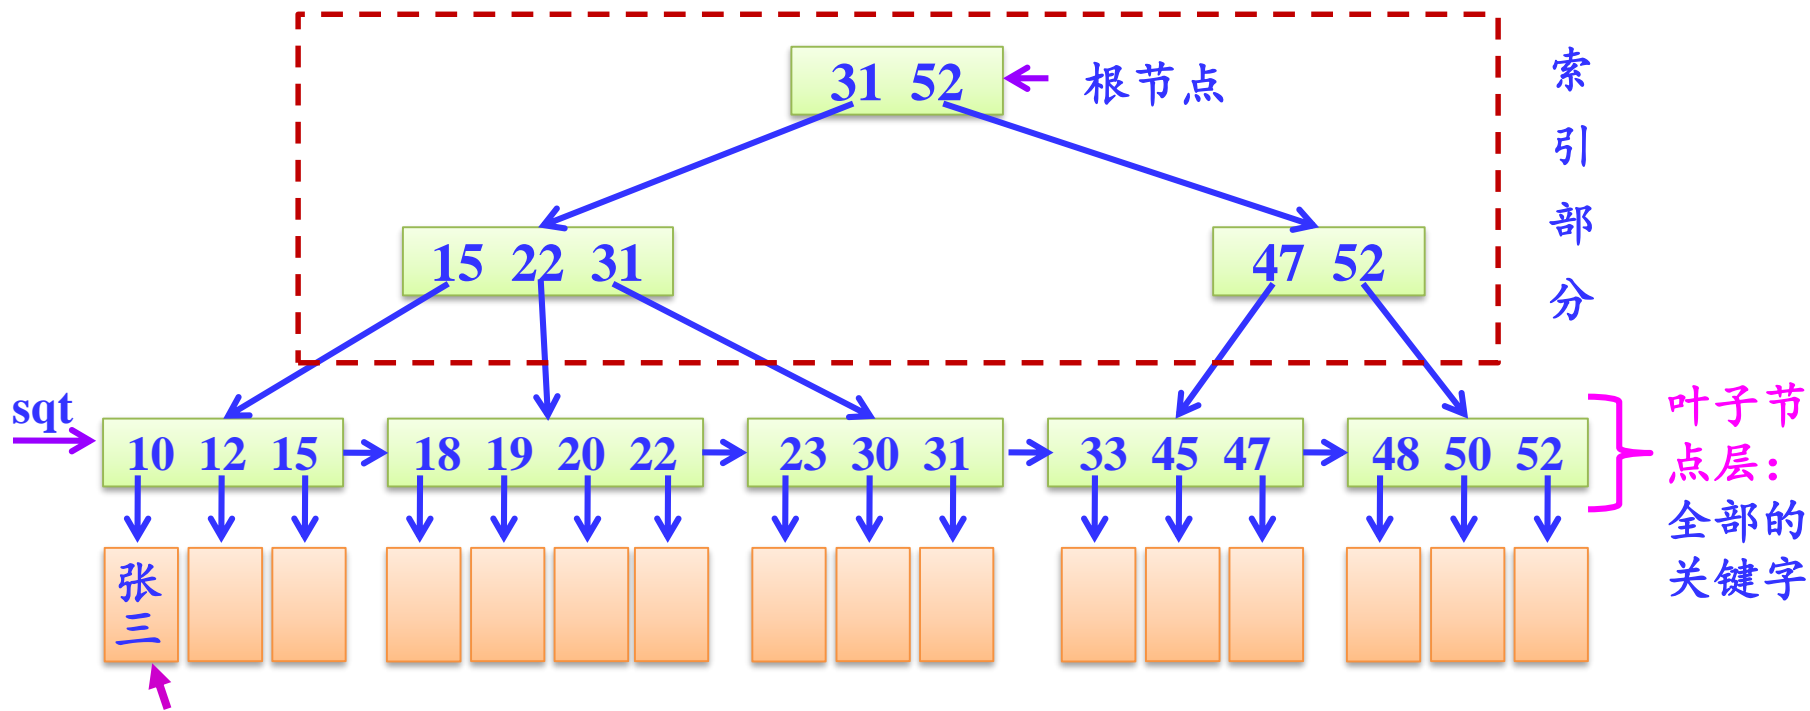 31 52
根节点
索引部分
15 22 31
47 52
sqt
10 12 15
18 19 20 22
23 30 31
33 45 47
48 50 52
叶子节
点层：
全部的
关键字
张三